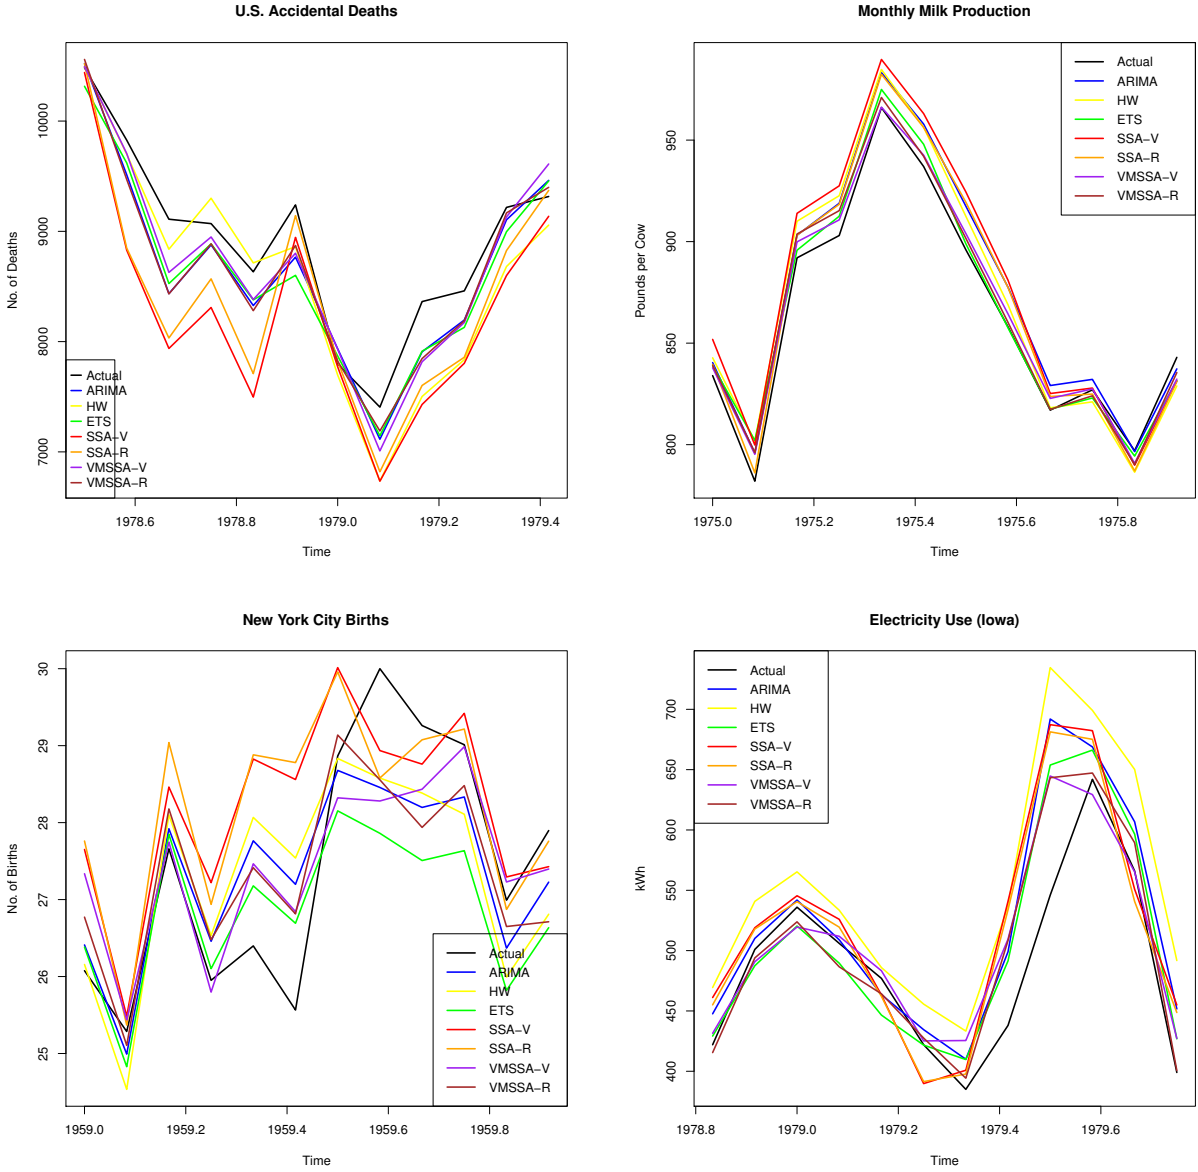 U.S. Accidental Deaths
No. of Deaths
10000
9000
8000
7000
Actual
ARIMA
HW
ETS
SSA−V
SSA−R
VMSSA−V
VMSSA−R
1978.6
1978.8
1979.0
1979.2
1979.4
Time
Monthly Milk Production
Pounds per Cow
950
900
850
800
Actual
ARIMA
HW
ETS
SSA−V
SSA−R
VMSSA−V
VMSSA−R
1975.0
1975.2
1975.4
1975.6
1975.8
Time
New York City Births
No. of Births
30
29
28
27
26
25
Actual
ARIMA
HW
ETS
SSA−V
SSA−R
VMSSA−V
VMSSA−R
1959.0
1959.2
1959.4
1959.6
1959.8
Time
Electricity Use (Iowa)
kWh
700
650
600
550
500
450
400
Actual
ARIMA
HW
ETS
SSA−V
SSA−R
VMSSA−V
VMSSA−R
1978.8
1979.0
1979.2
1979.4
1979.6
Time